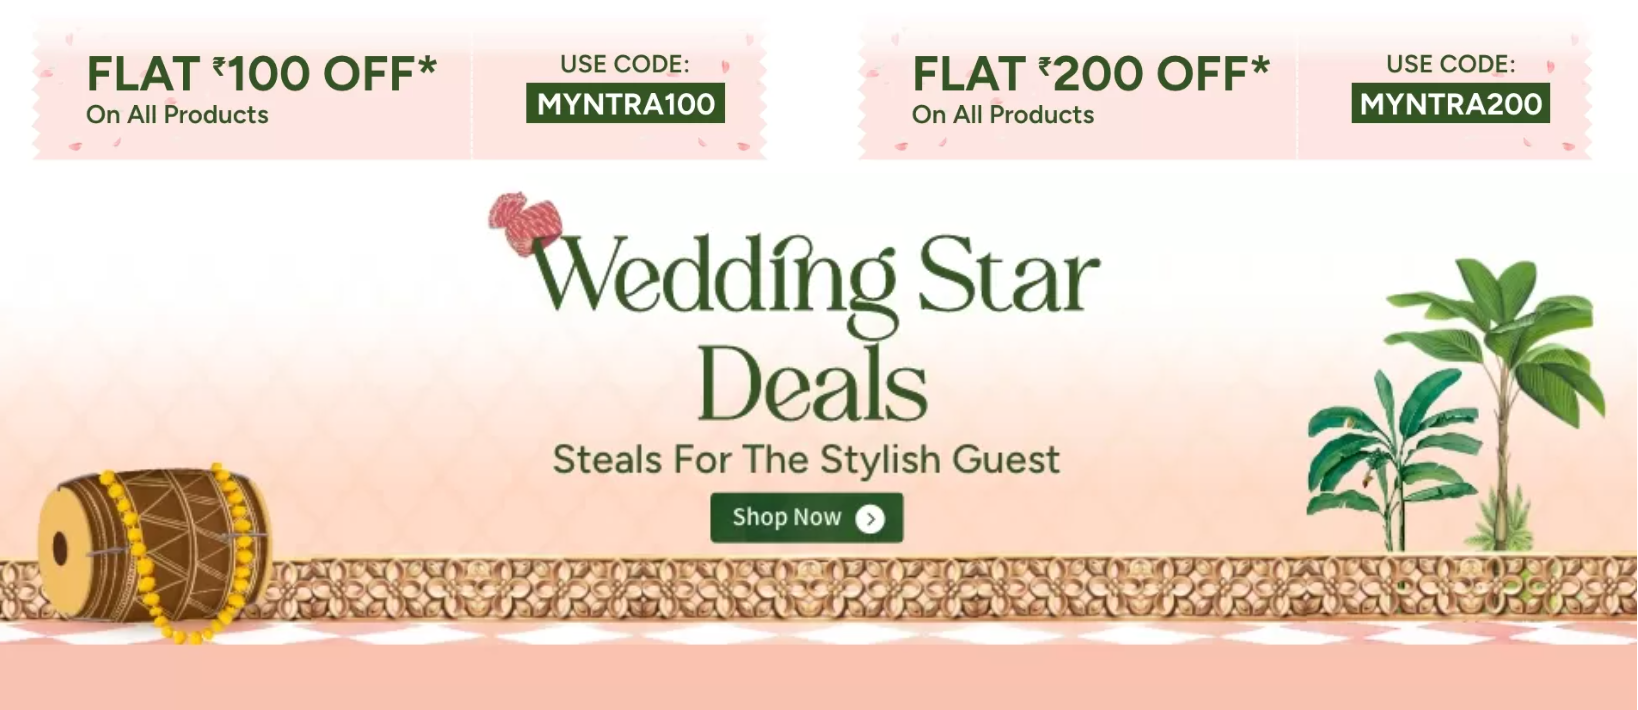 FLAT ₹100 OFF*
On All Products
USE CODE:
MYNTRA100
FLAT ₹200 OFF*
On All Products
USE CODE:
MYNTRA200
Wedding Star
Deals
Steals For The Stylish Guest
Shop Now